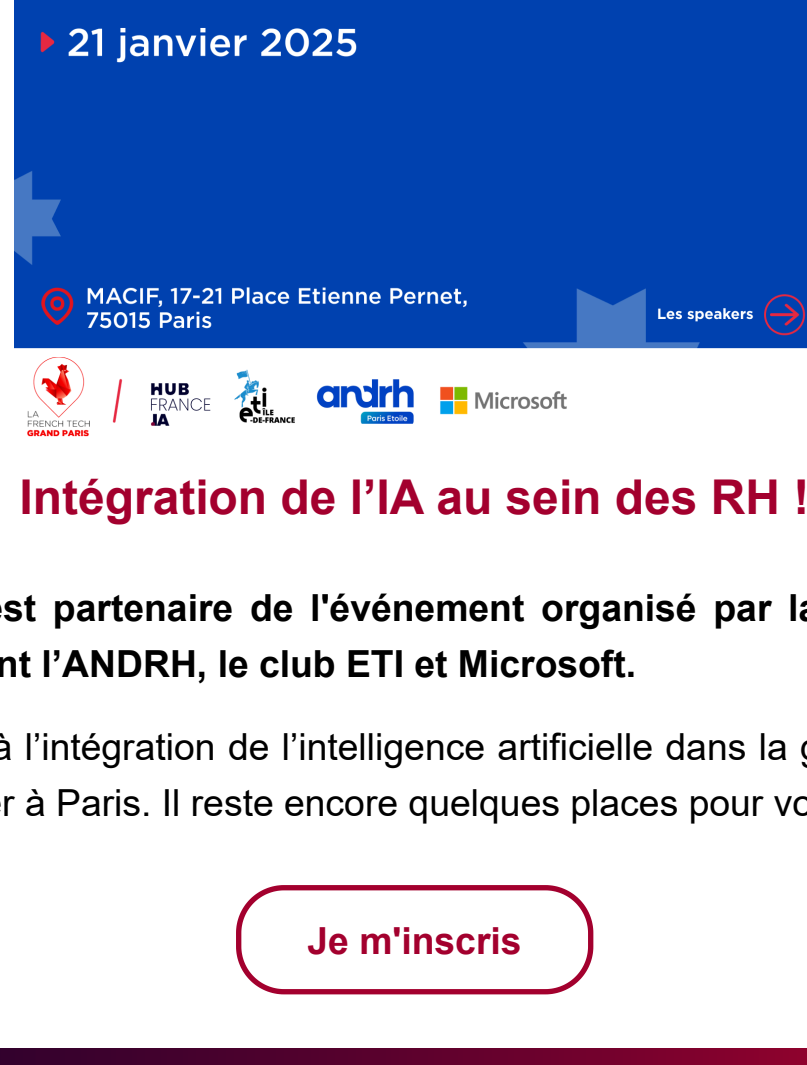 21 janvier 2025
MACIF, 17-21 Place Etienne Pernet,
75015 Paris
Les speakers
LA
FRENCH TECH
GRAND PARIS
HUB
FRANCE
IA
eti
ÎLE
-DE-FRANCE
andrh
Paris Etoile
Microsoft
Intégration de l’IA au sein des RH !
est partenaire de l'événement organisé par la
nt l’ANDRH, le club ETI et Microsoft.
à l’intégration de l’intelligence artificielle dans la g
er à Paris. Il reste encore quelques places pour vo
Je m'inscris